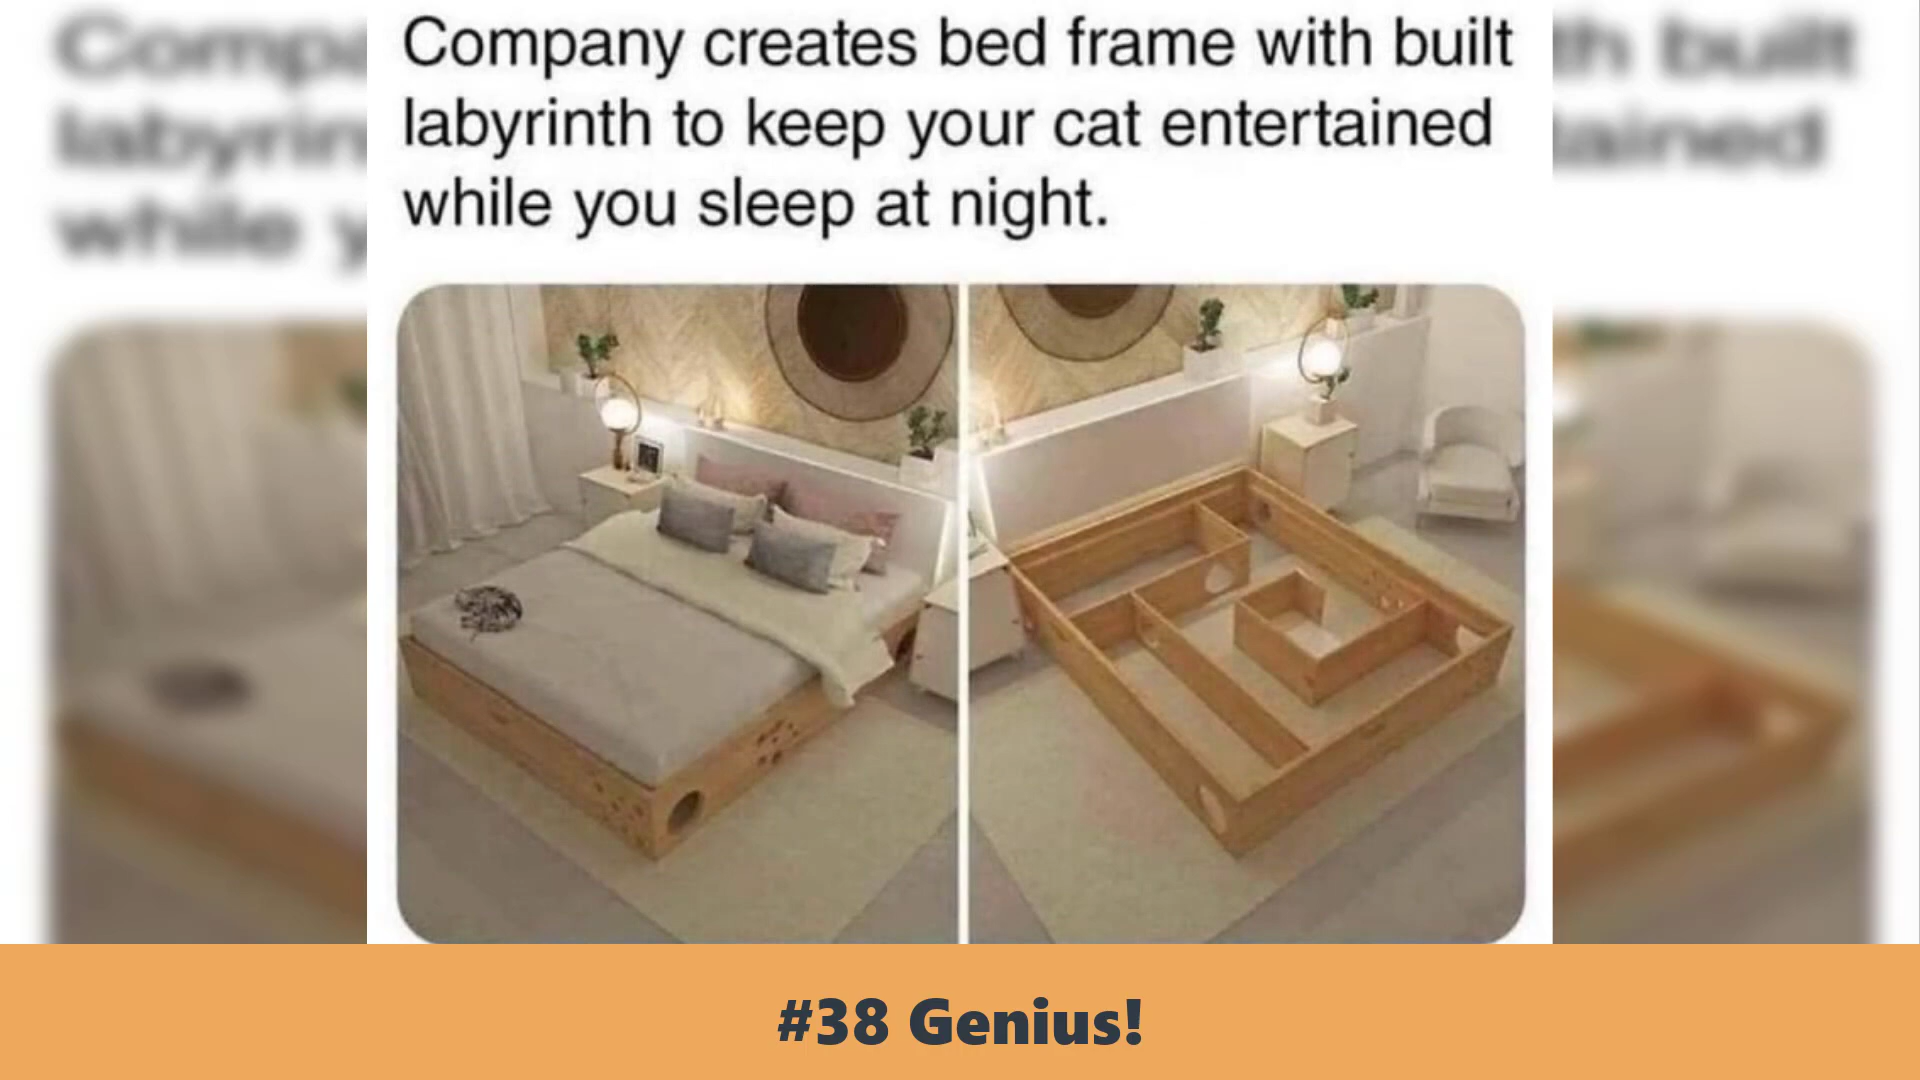 Company creates bed frame with built
labyrinth to keep your cat entertained
while you sleep at night.
#38 Genius!